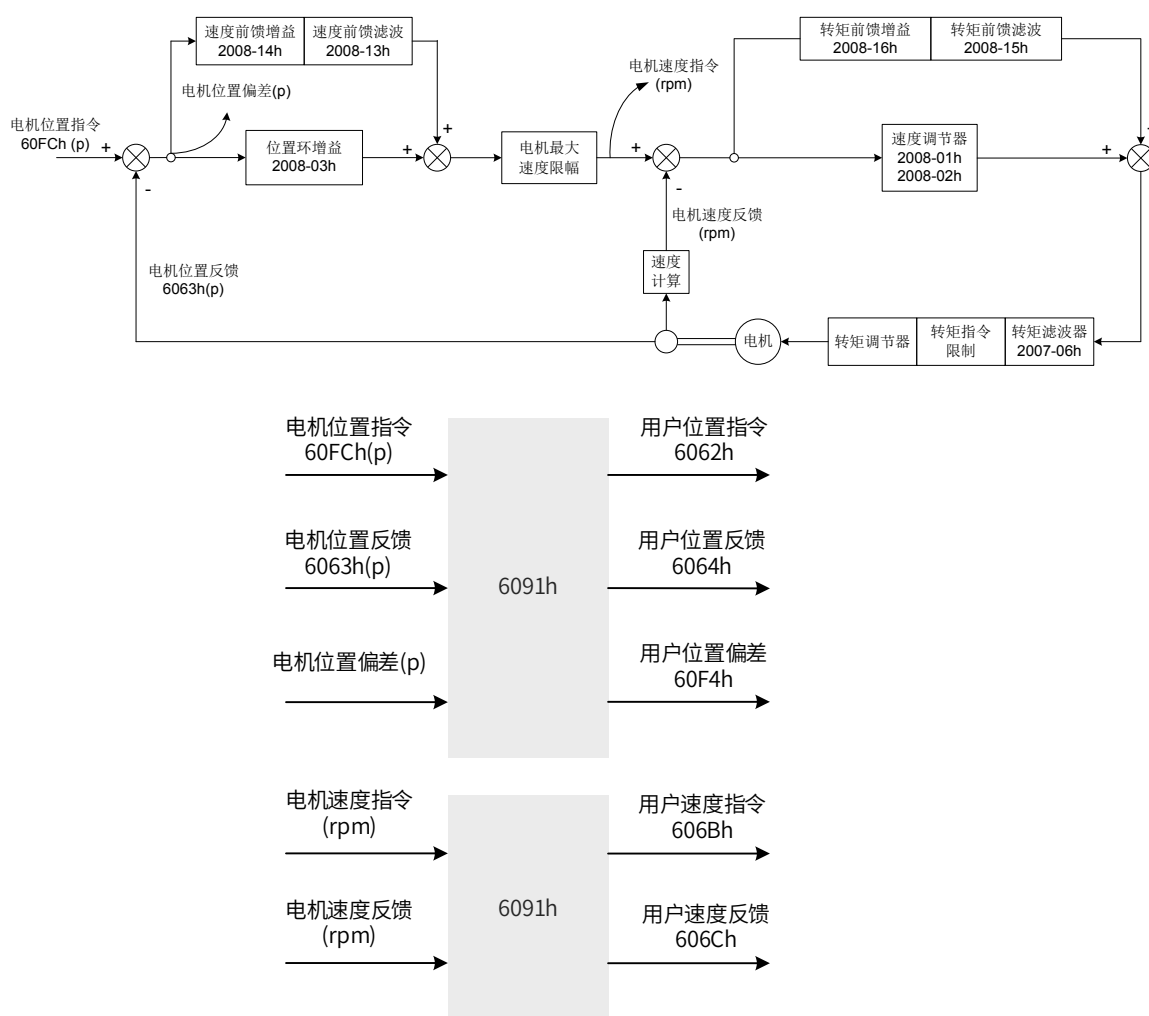 速度前馈增益
2008-14h
速度前馈滤波
2008-13h
转矩前馈增益
2008-16h
转矩前馈滤波
2008-15h
电机位置偏差(p)
电机速度指令
(rpm)
电机位置指令
60FCh (p)
+
-
位置环增益
2008-03h
+
+
电机最大
速度限幅
+
-
速度调节器
2008-01h
2008-02h
+
+
电机速度反馈
(rpm)
速度
计算
电机位置反馈
6063h(p)
电机
转矩调节器
转矩指令
限制
转矩滤波器
2007-06h
电机位置指令
60FCh(p)
用户位置指令
6062h
电机位置反馈
6063h(p)
6091h
用户位置反馈
6064h
电机位置偏差(p)
用户位置偏差
60F4h
电机速度指令
(rpm)
用户速度指令
606Bh
6091h
电机速度反馈
(rpm)
用户速度反馈
606Ch